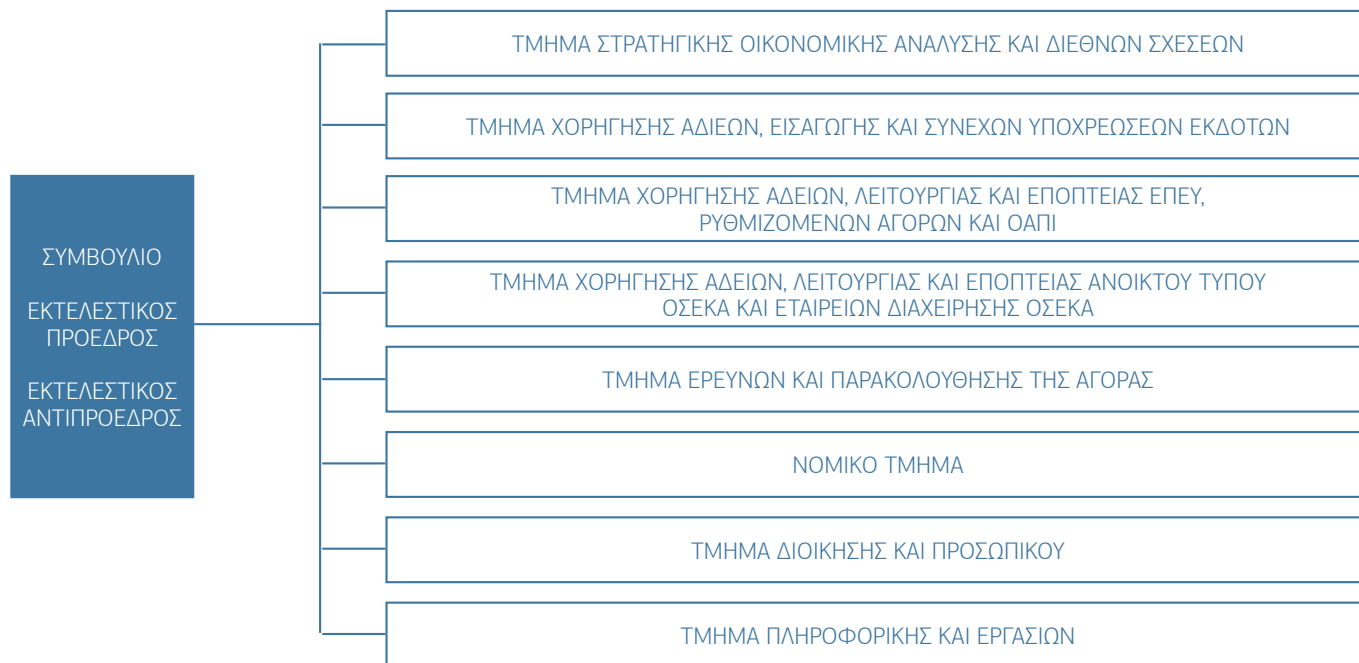 ΣΥΜΒΟΥΛΙΟ
ΕΚΤΕΛΕΣΤΙΚΟΣ
ΠΡΟΕΔΡΟΣ
ΕΚΤΕΛΕΣΤΙΚΟΣ
ΑΝΤΙΠΡΟΕΔΡΟΣ
ΤΜΗΜΑ ΣΤΡΑΤΗΓΙΚΗΣ ΟΙΚΟΝΟΜΙΚΗΣ ΑΝΑΛΥΣΗΣ ΚΑΙ ΔΙΕΘΝΩΝ ΣΧΕΣΕΩΝ
ΤΜΗΜΑ ΧΟΡΗΓΗΣΗΣ ΑΔΙΕΩΝ, ΕΙΣΑΓΩΓΗΣ ΚΑΙ ΣΥΝΕΧΩΝ ΥΠΟΧΡΕΩΣΕΩΝ ΕΚΔΟΤΩΝ
ΤΜΗΜΑ ΧΟΡΗΓΗΣΗΣ ΑΔΕΙΩΝ, ΛΕΙΤΟΥΡΓΙΑΣ ΚΑΙ ΕΠΟΠΤΕΙΑΣ ΕΠΕΥ,
ΡΥΘΜΙΖΟΜΕΝΩΝ ΑΓΟΡΩΝ ΚΑΙ ΟΑΠΙ
ΤΜΗΜΑ ΧΟΡΗΓΗΣΗΣ ΑΔΕΙΩΝ, ΛΕΙΤΟΥΡΓΙΑΣ ΚΑΙ ΕΠΟΠΤΕΙΑΣ ΑΝΟΙΚΤΟΥ ΤΥΠΟΥ
ΟΣΕΚΑ ΚΑΙ ΕΤΑΙΡΕΙΩΝ ΔΙΑΧΕΙΡΗΣΗΣ ΟΣΕΚΑ
ΤΜΗΜΑ ΕΡΕΥΝΩΝ ΚΑΙ ΠΑΡΑΚΟΛΟΥΘΗΣΗΣ ΤΗΣ ΑΓΟΡΑΣ
ΝΟΜΙΚΟ ΤΜΗΜΑ
ΤΜΗΜΑ ΔΙΟΙΚΗΣΗΣ ΚΑΙ ΠΡΟΣΩΠΙΚΟΥ
ΤΜΗΜΑ ΠΛΗΡΟΦΟΡΙΚΗΣ ΚΑΙ ΕΡΓΑΣΙΩΝ